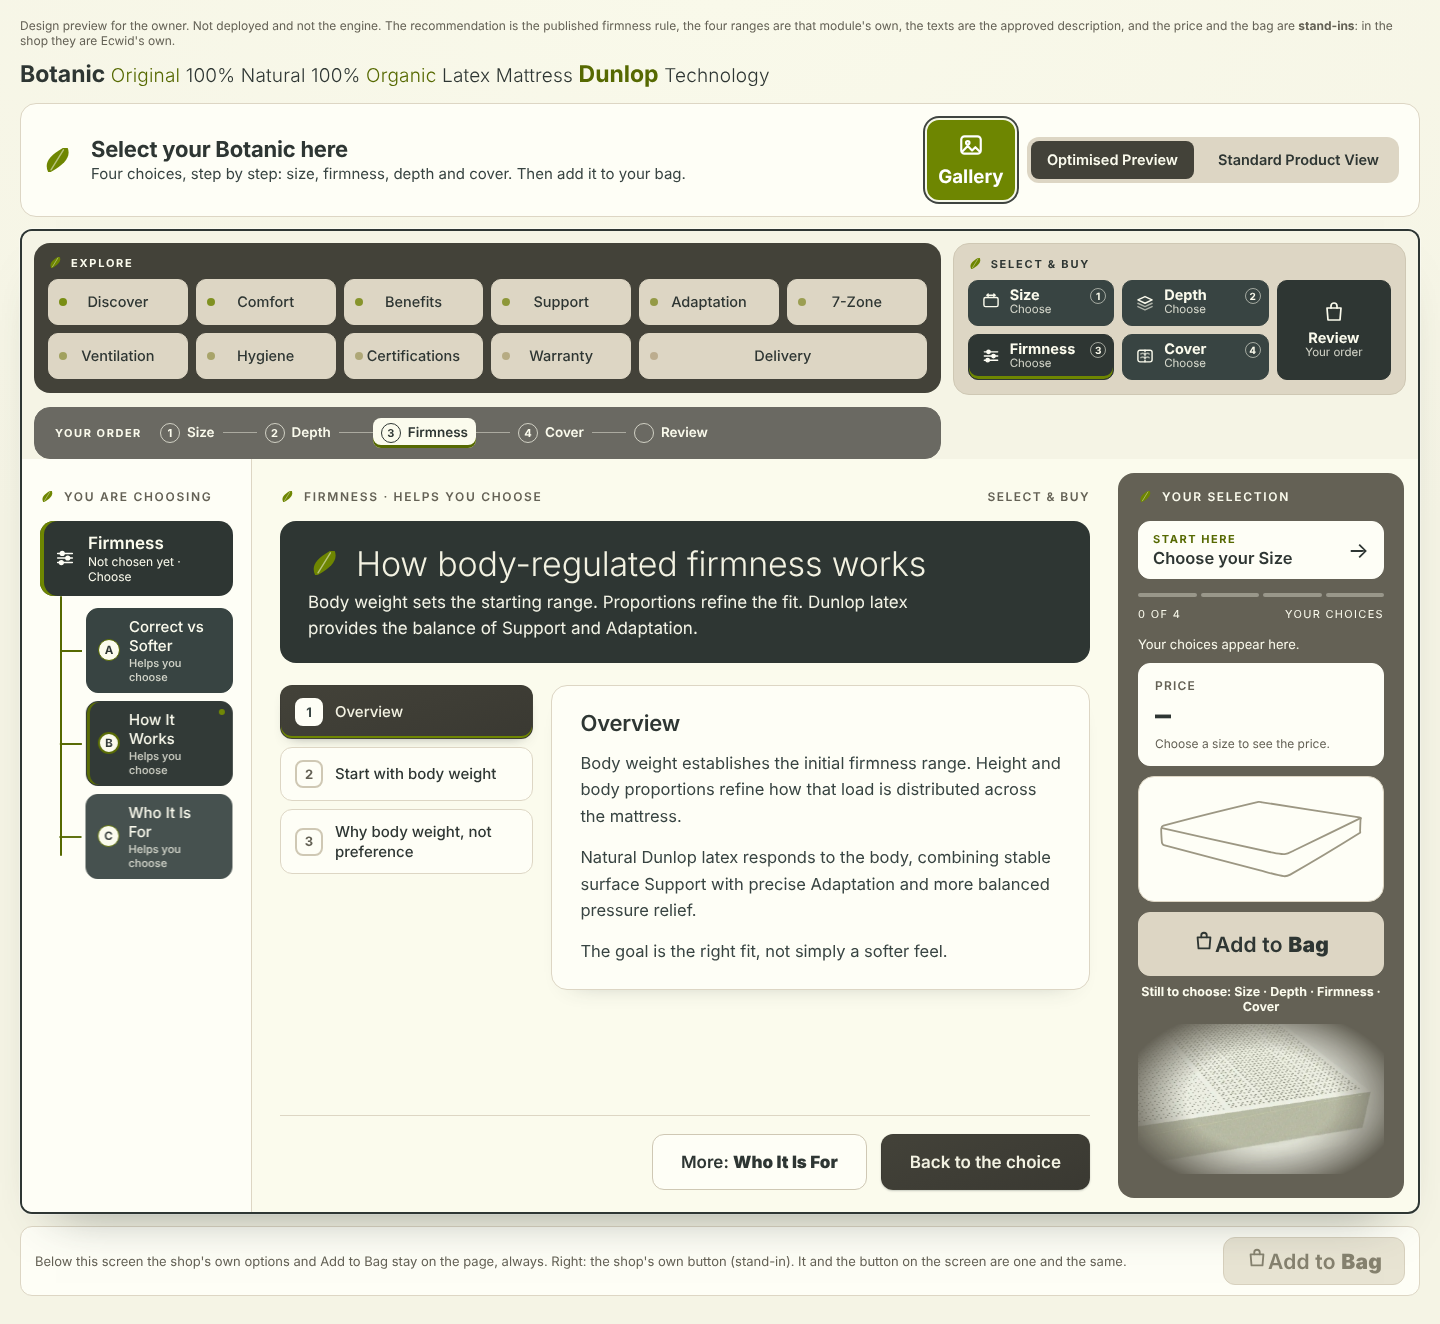 Design preview for the owner. Not deployed and not the engine. The recommendation is the published firmness rule, the four ranges are that module's own, the texts are the approved description, and the price and the bag are stand-ins: in the
shop they are Ecwid's own.
Botanic Original 100% Natural 100% Organic Latex Mattress Dunlop Technology
Select your Botanic here
Four choices, step by step: size, firmness, depth and cover. Then add it to your bag.
Gallery
Optimised Preview
Standard Product View
EXPLORE
Discover
Comfort
Benefits
Support
Adaptation
7-Zone
Ventilation
Hygiene
Certifications
Warranty
Delivery
SELECT & BUY
Size
Choose
1
Depth
Choose
2
Firmness
Choose
3
Cover
Choose
4
Review
Your order
YOUR ORDER
1 Size
2 Depth
3 Firmness
4 Cover
Review
YOU ARE CHOOSING
Firmness
Not chosen yet ·
Choose
A
Correct vs
Softer
Helps you
choose
B
How It
Works
Helps you
choose
C
Who It Is
For
Helps you
choose
FIRMNESS · HELPS YOU CHOOSE
SELECT & BUY
How body-regulated firmness works
Body weight sets the starting range. Proportions refine the fit. Dunlop latex
provides the balance of Support and Adaptation.
1 Overview
2 Start with body weight
3 Why body weight, not
preference
Overview
Body weight establishes the initial firmness range. Height and
body proportions refine how that load is distributed across
the mattress.
Natural Dunlop latex responds to the body, combining stable
surface Support with precise Adaptation and more balanced
pressure relief.
The goal is the right fit, not simply a softer feel.
More: Who It Is For
Back to the choice
YOUR SELECTION
START HERE
Choose your Size
0 OF 4
YOUR CHOICES
Your choices appear here.
PRICE
–
Choose a size to see the price.
Add to Bag
Still to choose: Size · Depth · Firmness ·
Cover
Below this screen the shop's own options and Add to Bag stay on the page, always. Right: the shop's own button (stand-in). It and the button on the screen are one and the same.
Add to Bag